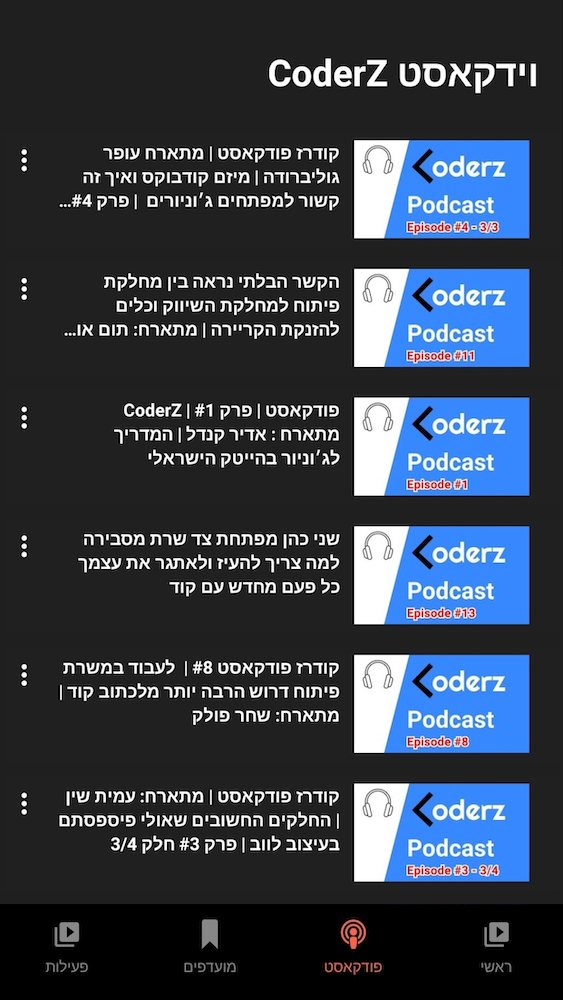 וידקאסט CoderZ
Coderz
Podcast
Episode #4 - 3/3
קודרז פודקאסט | מתארח עופר
גוליברודה | מיזם קודבוקס ואיך זה
קשור למפתחים ג׳וניורים | פרק 4#...
Coderz
Podcast
Episode #11
הקשר הבלתי נראה בין מחלקת
פיתוח למחלקת השיווק וכלים
להזנקת הקריירה | מתארח: תום או...
Coderz
Podcast
Episode #1
פודקאסט | פרק 1# | CoderZ
מתארח : אדיר קנדל | המדריך
לג׳וניור בהייטק הישראלי
Coderz
Podcast
Episode #13
שני כהן מפתחת צד שרת מסבירה
למה צריך להעיז ולאתגר את עצמך
כל פעם מחדש עם קוד
Coderz
Podcast
Episode #8
קודרז פודקאסט 8# | לעבוד במשרת
פיתוח דרוש הרבה יותר מלכתוב קוד |
מתארח: שחר פולק
Coderz
Podcast
Episode #3 - 3/4
קודרז פודקאסט | מתארח: עמית שין
| החלקים החשובים שאולי פיספסתם
בעיצוב לווב | פרק 3# חלק 3/4
ראשי
פודקאסט
מועדפים
פעילות